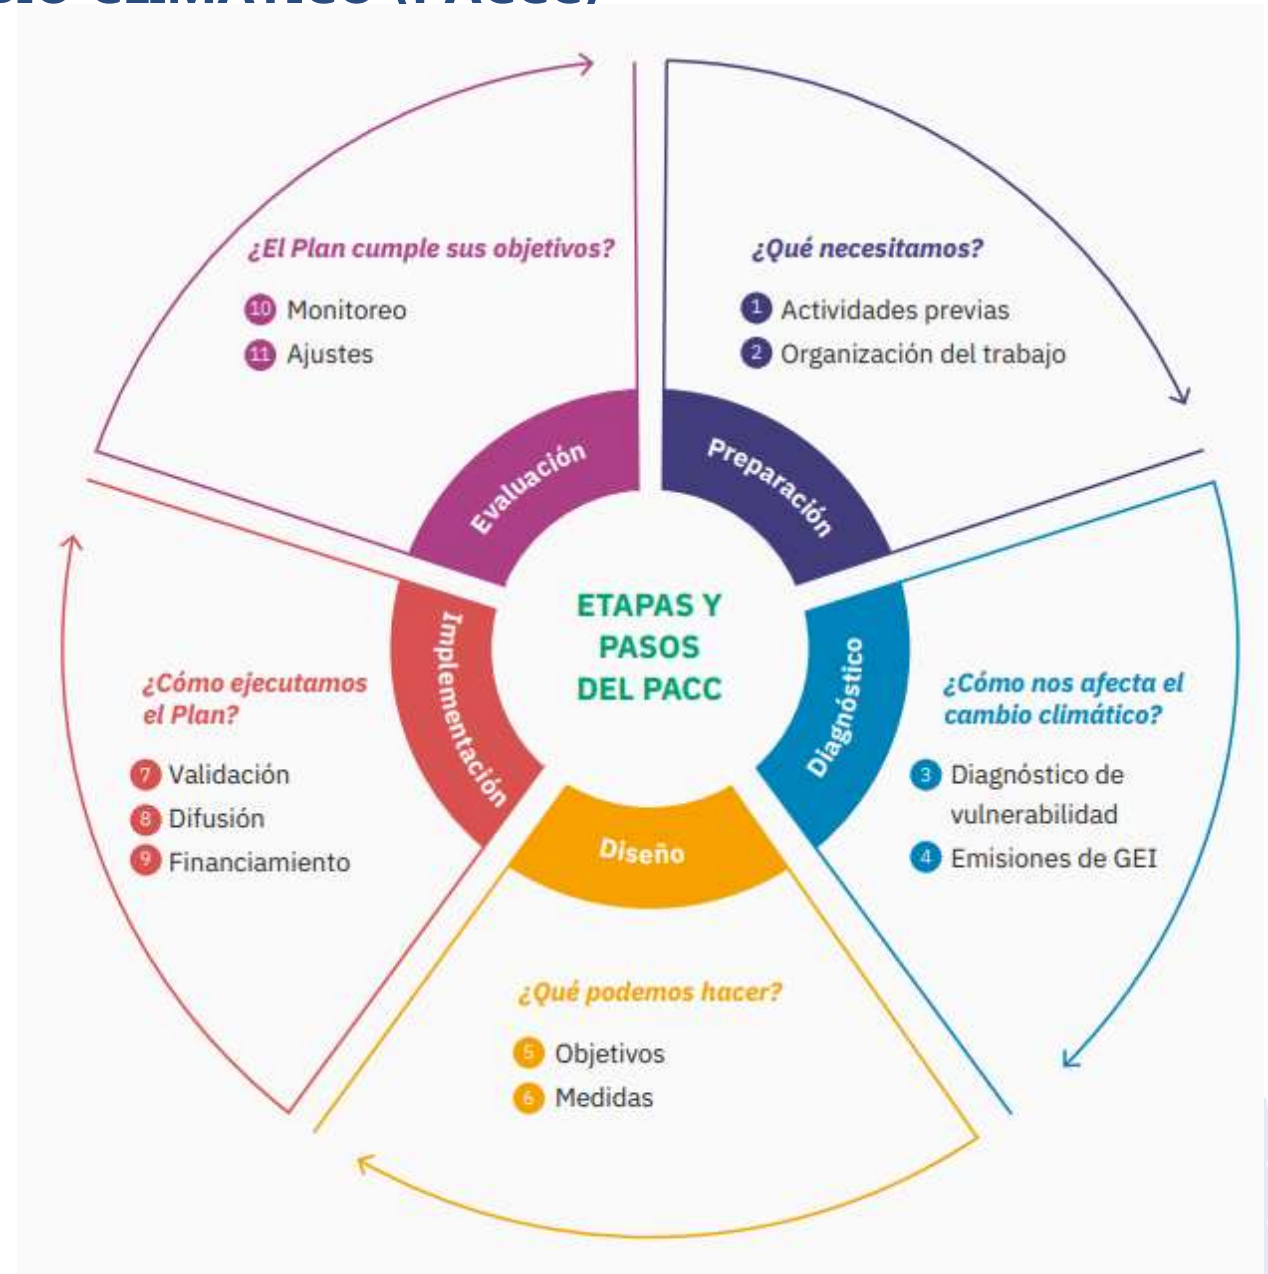 CLIMÁTICO (PACCC)
¿El Plan cumple sus objetivos?
10 Monitoreo
11 Ajustes
¿Qué necesitamos?
1 Actividades previas
2 Organización del trabajo
Evaluación
Preparación
ETAPAS Y
PASOS
DEL PACC
Implementación
Diagnóstico
Diseño
¿Cómo ejecutamos
el Plan?
7 Validación
8 Difusión
9 Financiamiento
¿Cómo nos afecta el
cambio climático?
3 Diagnóstico de
vulnerabilidad
4 Emisiones de GEI
¿Qué podemos hacer?
5 Objetivos
6 Medidas